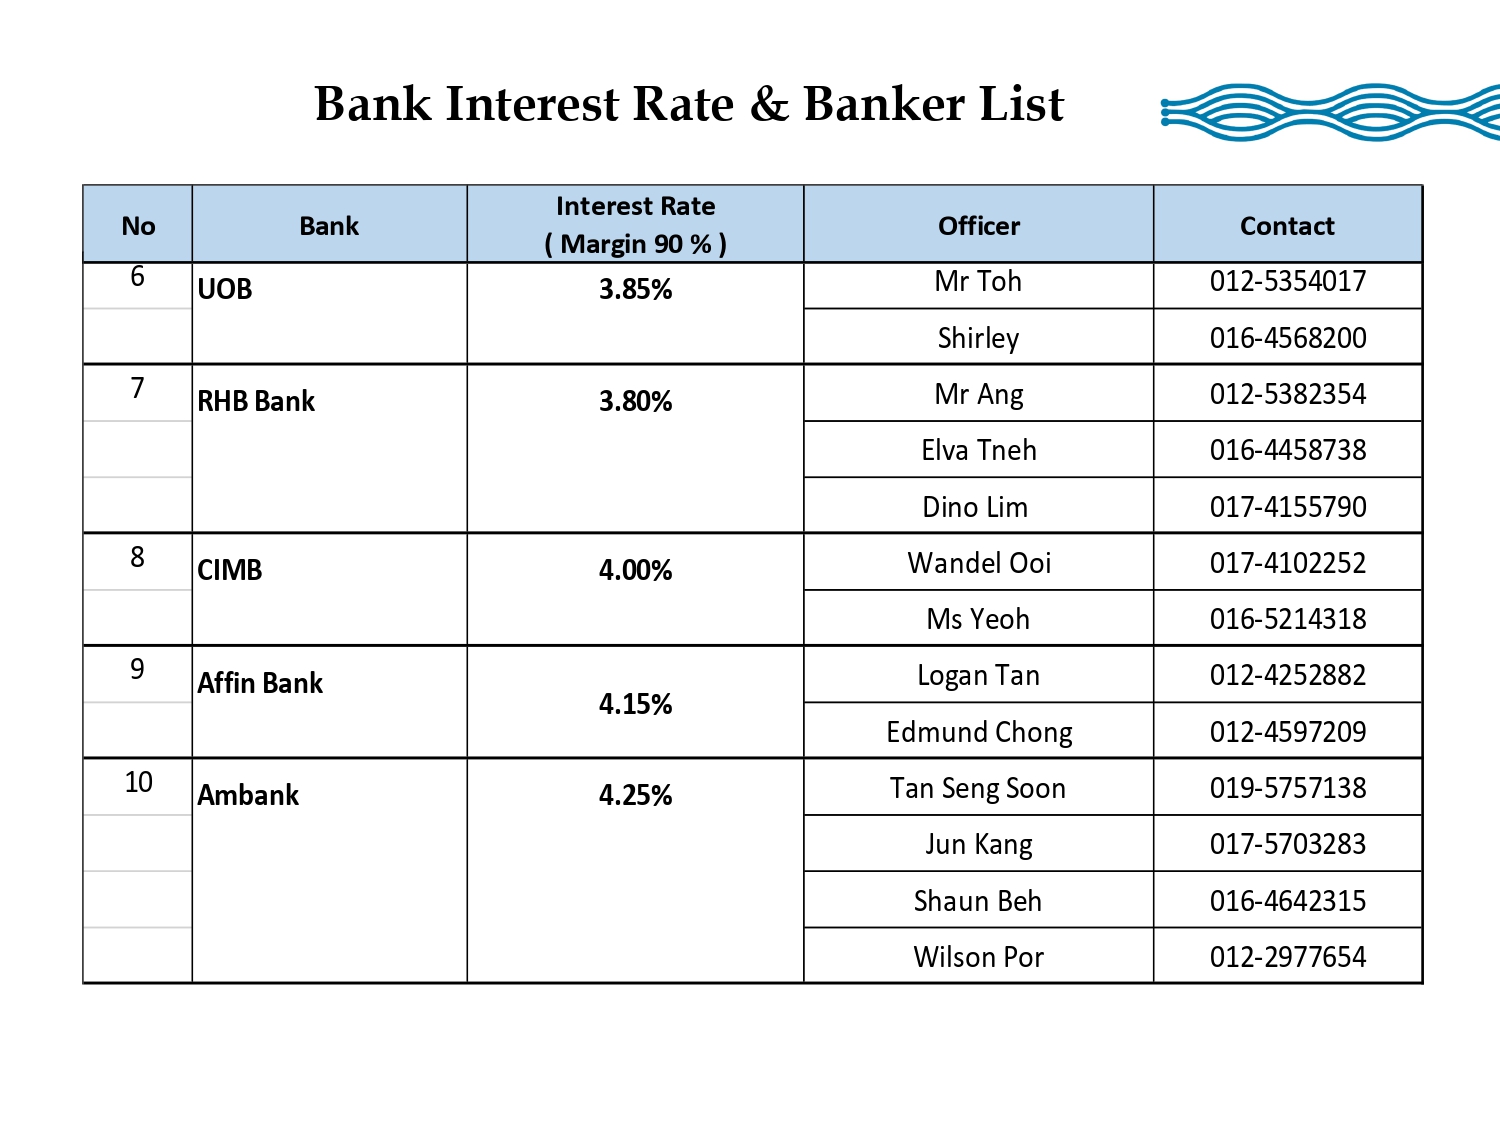 Bank Interest Rate & Banker List
No Bank Interest Rate Officer Contact
( Margin 90 % )
6 UOB 3.85% Mr Toh 012-5354017
Shirley 016-4568200
7 RHB Bank 3.80% Mr Ang 012-5382354
Elva Tneh 016-4458738
Dino Lim 017-4155790
8 CIMB 4.00% Wandel Ooi 017-4102252
Ms Yeoh 016-5214318
9 Affin Bank 4.15% Logan Tan 012-4252882
Edmund Chong 012-4597209
10 Ambank 4.25% Tan Seng Soon 019-5757138
Jun Kang 017-5703283
Shaun Beh 016-4642315
Wilson Por 012-2977654